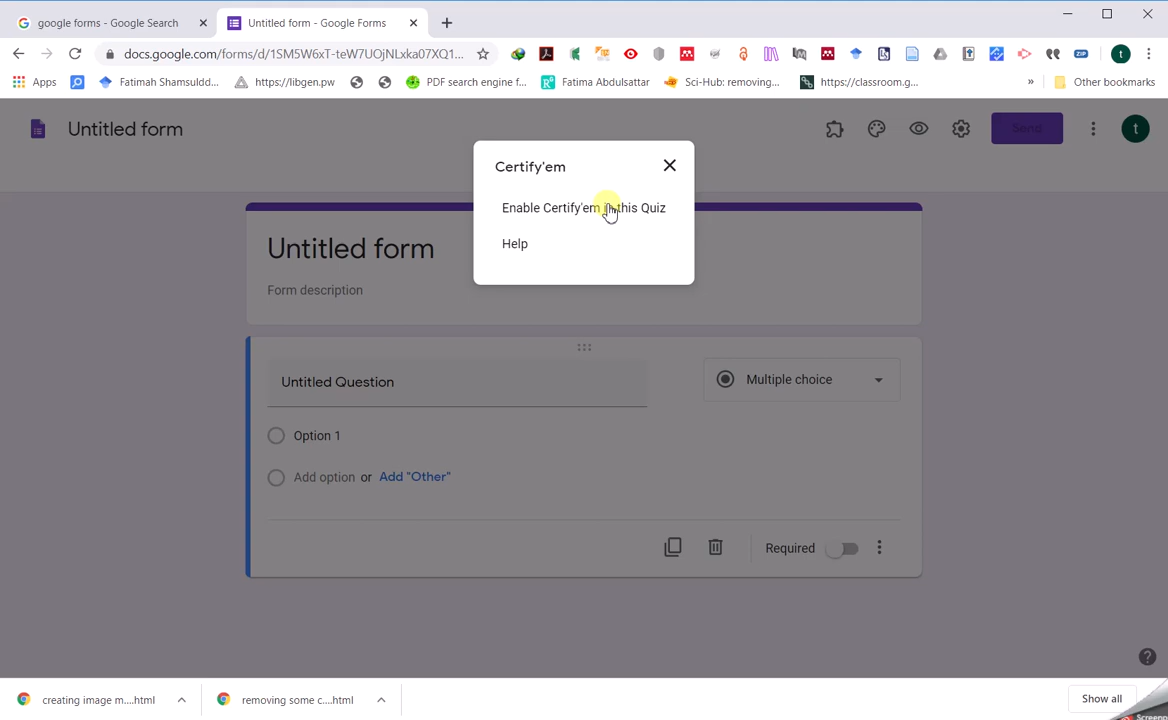 google forms - Google Search
Untitled form - Google Forms
docs.google.com/forms/d/1SM5W6xT-teW7UOjNLxka07XQ1...
t
Apps
Fatimah Shamsuldd...
https://libgen.pw
PDF search engine f...
Fatima Abdulsattar
Sci-Hub: removing...
https://classroom.g...
»
Other bookmarks
Untitled form
Send
t
Certify'em
Enable Certify'em in this Quiz
Help
Untitled form
Form description
Untitled Question
Multiple choice
Option 1
Add option or Add "Other"
Required
creating image m....html
removing some c....html
Show all